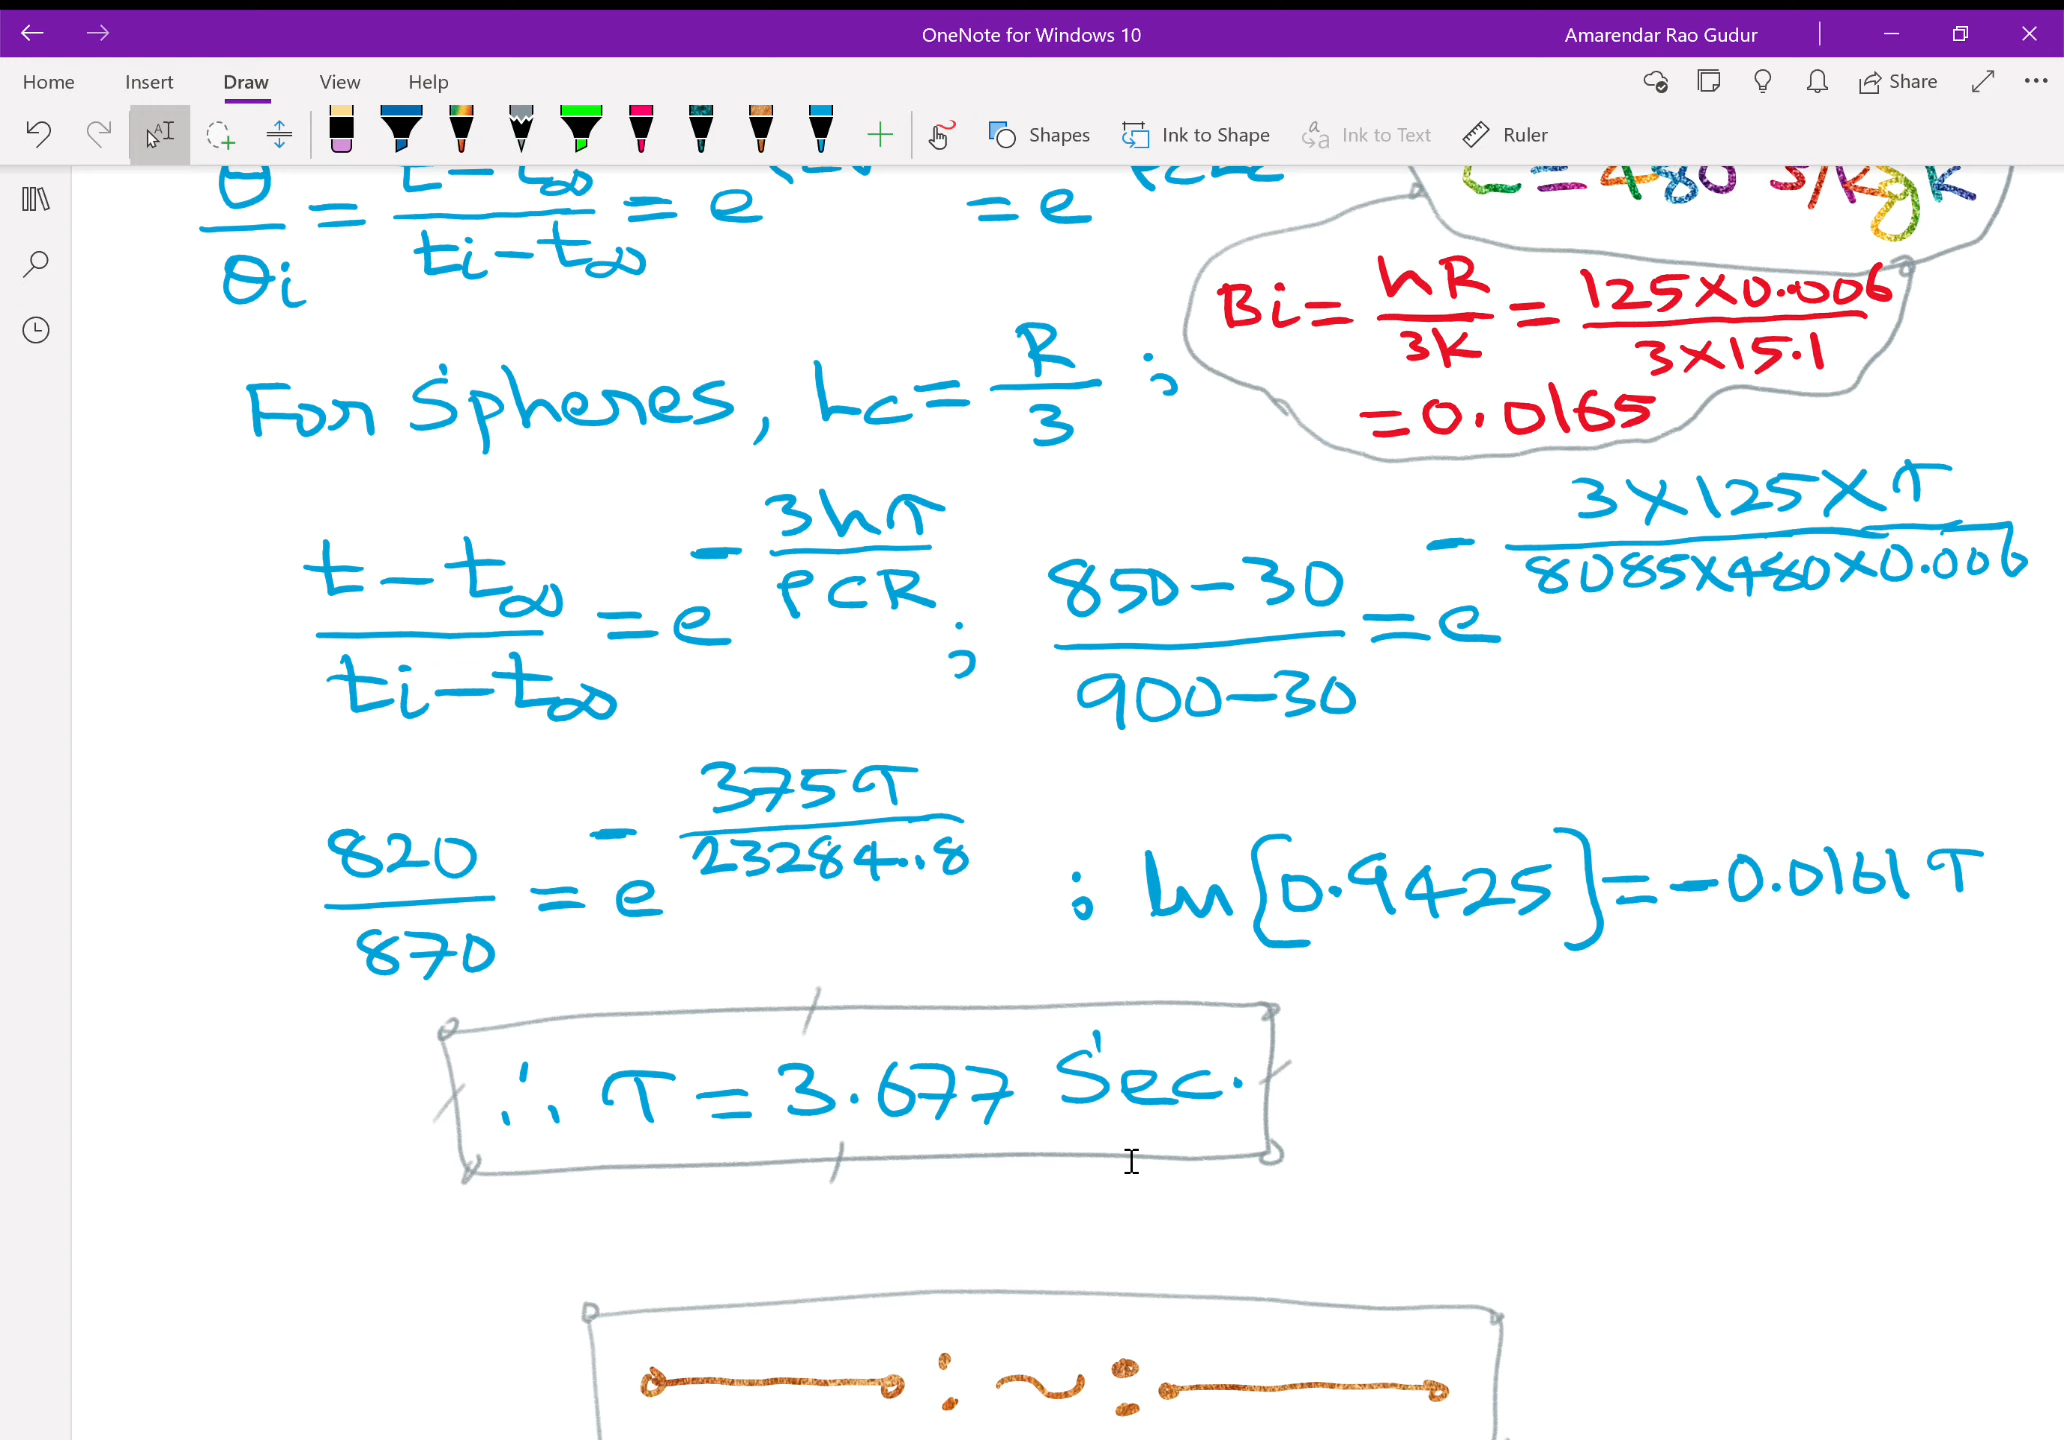 OneNote for Windows 10
Amarendar Rao Gudur
Home Insert Draw View Help
Share
Shapes Ink to Shape Ink to Text Ruler
θ/θi = (t-t∞)/(ti-t∞) = e = e
C = 480 J/kgK
Bi = hR/3K = 125×0.006/3×15.1
= 0.0165
For Spheres, Lc = R/3 ;
(t-t∞)/(ti-t∞) = e^(-3hτ/ρCR) ; (850-30)/(900-30) = e^(-3×125×τ/8085×480×0.006)
820/870 = e^(-375τ/23284..8) ; ln[0.9425] = -0.0161 τ
∴ τ = 3.677 Sec.